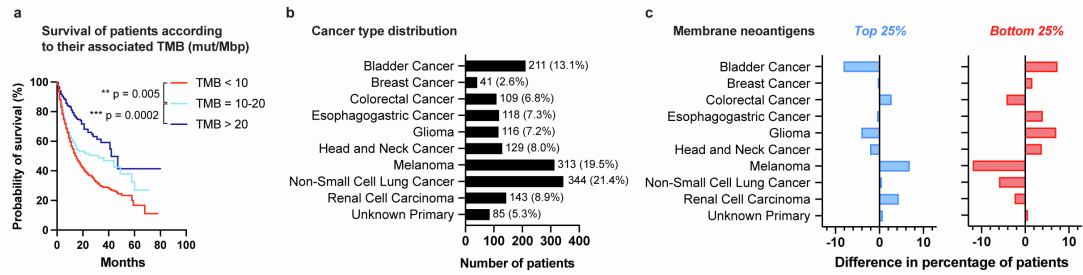 a
Survival of patients according
to their associated TMB (mut/Mbp)
100
80
60
40
20
0
Probability of survival (%)
0 20 40 60 80 100
Months
** p = 0.005
*** p = 0.0002
TMB < 10
TMB = 10-20
TMB > 20
b
Cancer type distribution
Bladder Cancer 211 (13.1%)
Breast Cancer 41 (2.6%)
Colorectal Cancer 109 (6.8%)
Esophagogastric Cancer 118 (7.3%)
Glioma 116 (7.2%)
Head and Neck Cancer 129 (8.0%)
Melanoma 313 (19.5%)
Non-Small Cell Lung Cancer 344 (21.4%)
Renal Cell Carcinoma 143 (8.9%)
Unknown Primary 85 (5.3%)
0 100 200 300 400
Number of patients
c
Membrane neoantigens
Top 25%
Bottom 25%
Bladder Cancer
Breast Cancer
Colorectal Cancer
Esophagogastric Cancer
Glioma
Head and Neck Cancer
Melanoma
Non-Small Cell Lung Cancer
Renal Cell Carcinoma
Unknown Primary
-10 0 10
-10 0 10
Difference in percentage of patients